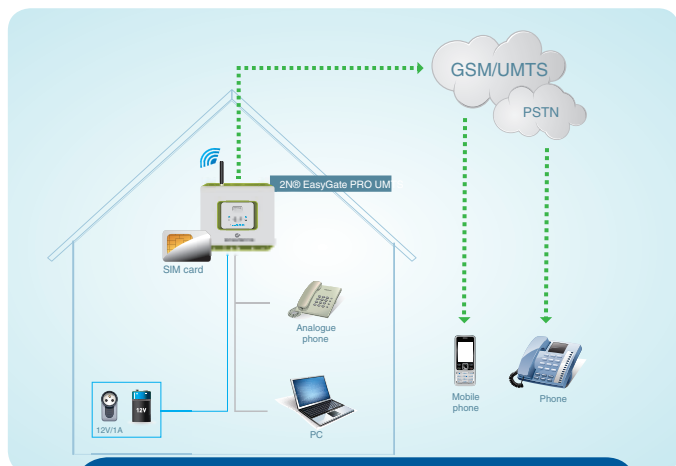 GSM/UMTS
PSTN
2N® EasyGate PRO UM
SIM card
Analogue
phone
12V
12V/1A
PC
Mobile
phone
Phone